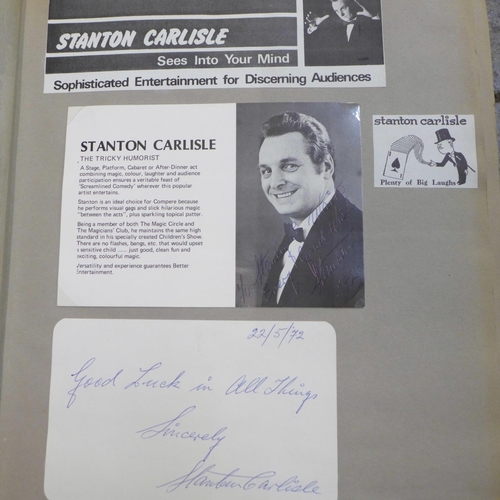 STANTON CARLISLE
Sees Into Your Mind
Sophisticated Entertainment for Discerning Audiences
STANTON CARLISLE
THE TRICKY HUMORIST
A Stage, Platform, Cabaret or After-Dinner act
combining magic, colour, laughter and audience
participation ensures a veritable feast of
'Screamlined Comedy' wherever this popular
artist entertains.
Stanton is an ideal choice for Compere because
he performs visual gags and slick hilarious magic
"between the acts", plus sparkling topical patter.
Being a member of both The Magic Circle and
The Magicians' Club, he maintains the same high
standard in his specially created Children's Show.
There are no flashes, bangs, etc. that would upset
sensitive child ...... just good, clean fun and
exciting, colourful magic.
Versatility and experience guarantees Better
Entertainment.
stanton carlisle
Plenty of Big Laughs
22/5/72
Good Luck in All Things
Sincerely
Stanton Carlisle